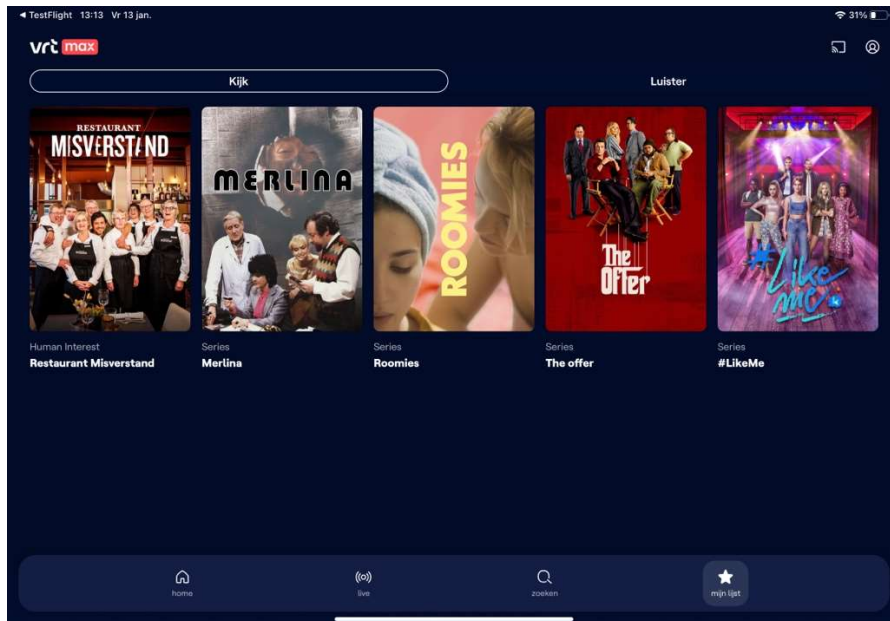 TestFlight 13:13 Vr 13 jan. 31%
vrt max
Kijk Luister
RESTAURANT
MISVERSTAND
MERLINA
ROOMIES
The
Offer
#Like
me
Human Interest Series Series Series Series
Restaurant Misverstand Merlina Roomies The offer #LikeMe
home live zoeken mijn lijst